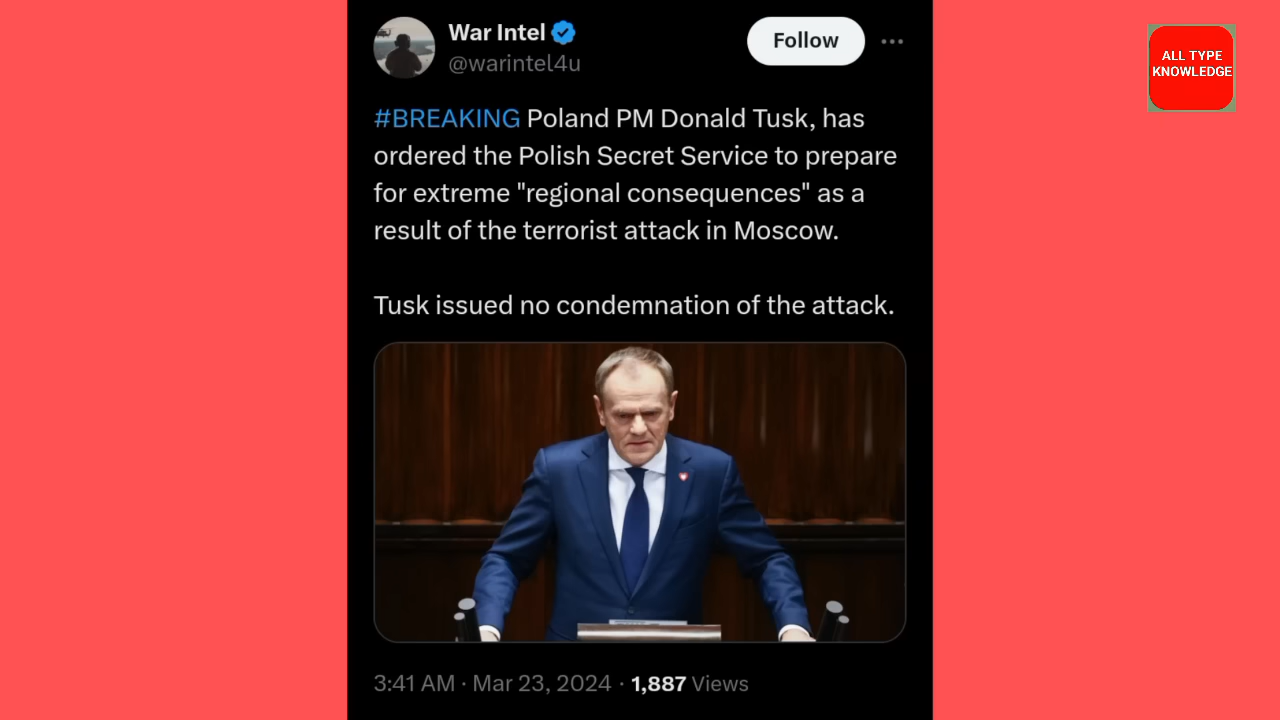 War Intel
@warintel4u
Follow
ALL TYPE
KNOWLEDGE
#BREAKING Poland PM Donald Tusk, has
ordered the Polish Secret Service to prepare
for extreme "regional consequences" as a
result of the terrorist attack in Moscow.
Tusk issued no condemnation of the attack.
3:41 AM · Mar 23, 2024 · 1,887 Views